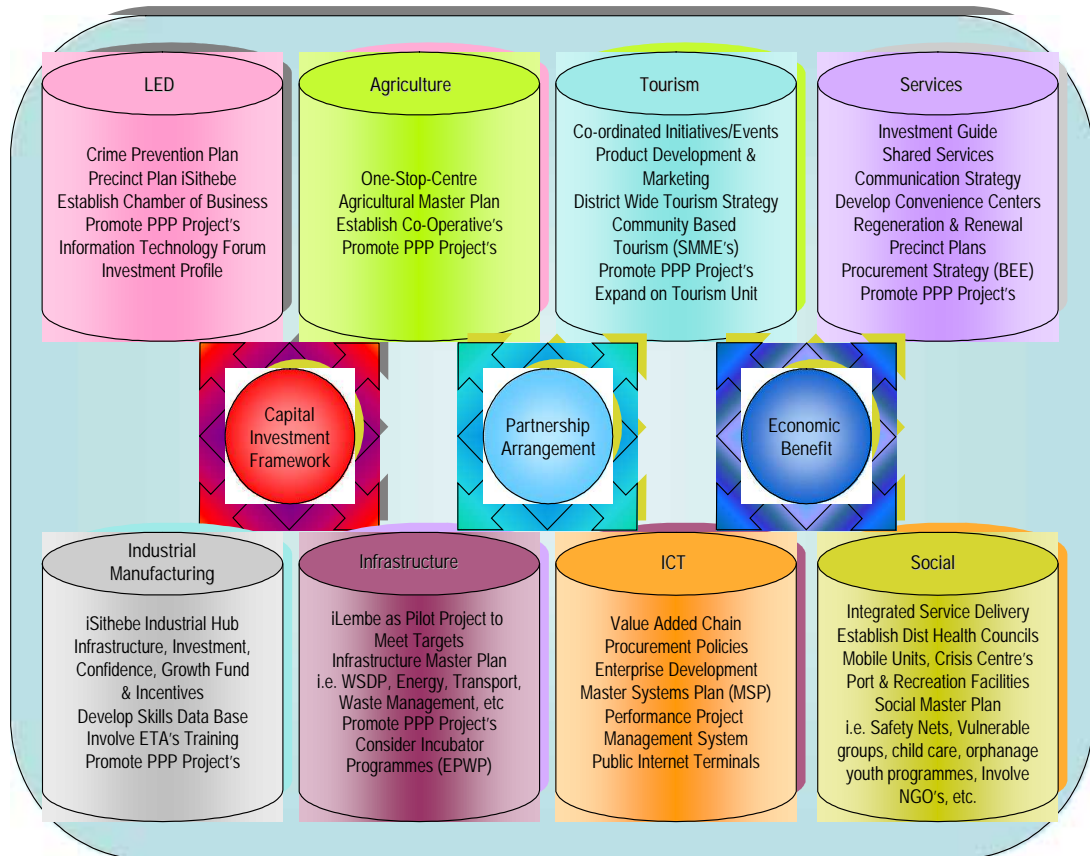 LED
Crime Prevention Plan
Precinct Plan iSithebe
Establish Chamber of Business
Promote PPP Project's
Information Technology Forum
Investment Profile
Agriculture
One-Stop-Centre
Agricultural Master Plan
Establish Co-Operative's
Promote PPP Project's
Tourism
Co-ordinated Initiatives/Events
Product Development &
Marketing
District Wide Tourism Strategy
Community Based
Tourism (SMME's)
Promote PPP Project's
Expand on Tourism Unit
Services
Investment Guide
Shared Services
Communication Strategy
Develop Convenience Centers
Regeneration & Renewal
Precinct Plans
Procurement Strategy (BEE)
Promote PPP Project's
Capital
Investment
Framework
Partnership
Arrangement
Economic
Benefit
Industrial
Manufacturing
iSithebe Industrial Hub
Infrastructure, Investment,
Confidence, Growth Fund
& Incentives
Develop Skills Data Base
Involve ETA's Training
Promote PPP Project's
Infrastructure
iLembe as Pilot Project to
Meet Targets
Infrastructure Master Plan
i.e. WSDP, Energy, Transport,
Waste Management, etc
Promote PPP Project's
Consider Incubator
Programmes (EPWP)
ICT
Value Added Chain
Procurement Policies
Enterprise Development
Master Systems Plan (MSP)
Performance Project
Management System
Public Internet Terminals
Social
Integrated Service Delivery
Establish Dist Health Councils
Mobile Units, Crisis Centre's
Port & Recreation Facilities
Social Master Plan
i.e. Safety Nets, Vulnerable
groups, child care, orphanage
youth programmes, Involve
NGO's, etc.